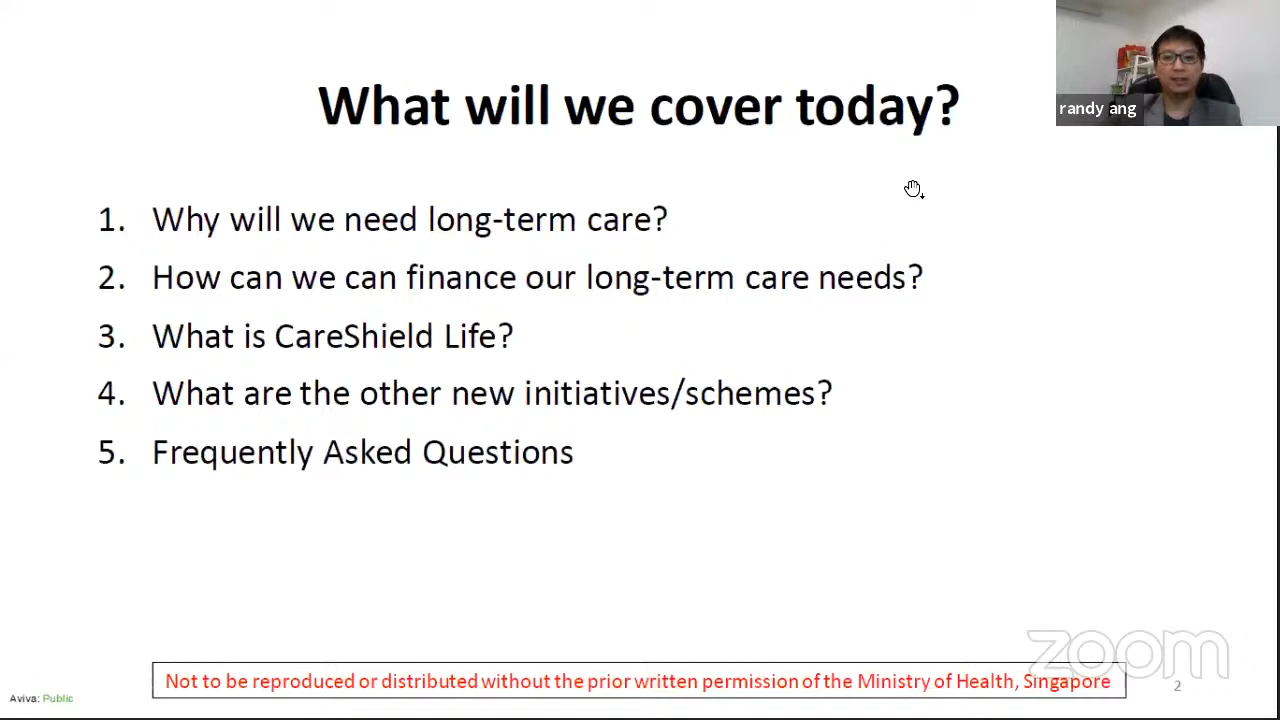 What will we cover today?
randy ang
1. Why will we need long-term care?
2. How can we can finance our long-term care needs?
3. What is CareShield Life?
4. What are the other new initiatives/schemes?
5. Frequently Asked Questions
zoom
Not to be reproduced or distributed without the prior written permission of the Ministry of Health, Singapore
2
Aviva: Public